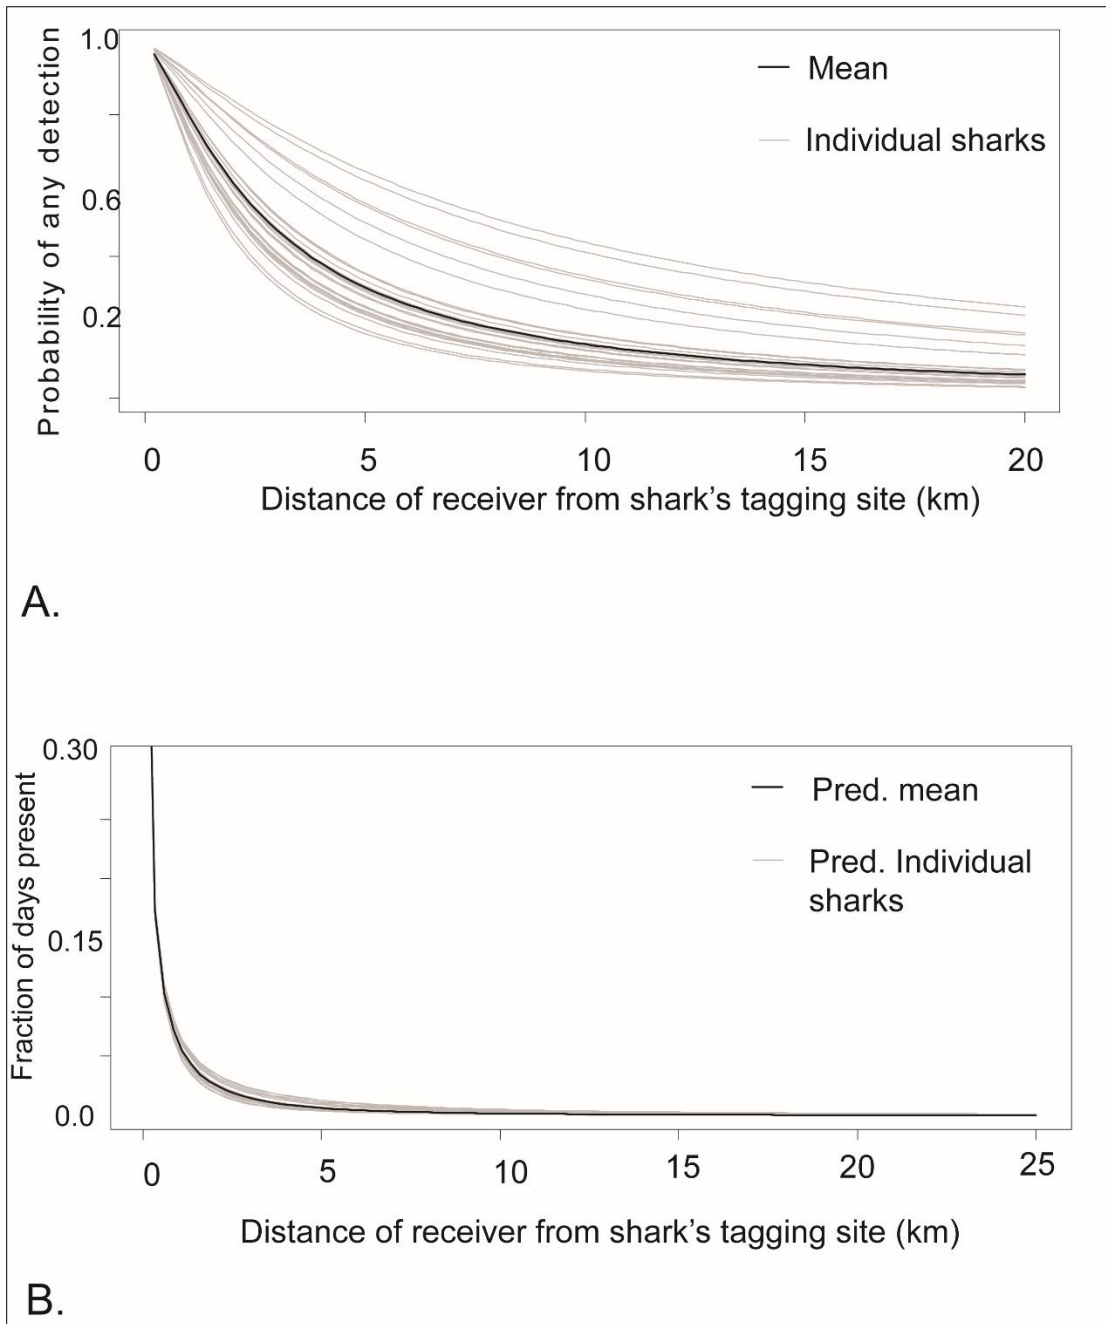 1.0
0.6
0.2
Probability of any detection
Mean
Individual sharks
0 5 10 15 20
Distance of receiver from shark's tagging site (km)
A.
0.30
0.15
0.0
Fraction of days present
Pred. mean
Pred. Individual
sharks
0 5 10 15 20 25
Distance of receiver from shark's tagging site (km)
B.